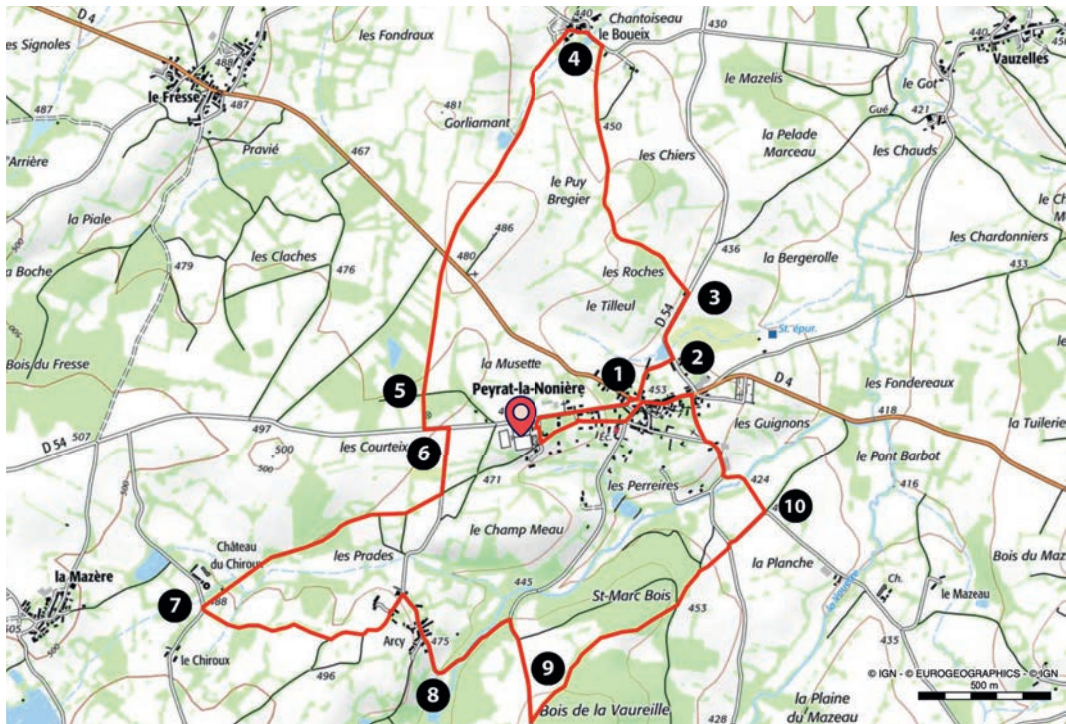 440
Chantoiseau
le Boueix
430
440
450
Vauzelles
les Signoles
les Fondraux
488
4
le Mazelis
le Got
D 4
le Fresse
487
487
481
Gorliamant
450
Gué
421
467
Pravié
les Chiers
la Pelade
Marceau
les Chauds
la Piale
le Puy
Bregier
500
486
les Chardonniers
les Claches
480
436
433
479
476
la Bergerolle
les Roches
3
le Tilleul
D 54
St. épur.
500
Bois du Fresse
la Musette
1
2
453
D 4
5
Peyrat-la-Nonière
les Fondereaux
D 54
507
497
418
la Tuilerie
500
500
les Courteix
6
Ec.
les Guignons
le Pont Barbot
471
les Perreires
424
416
10
le Champ Meau
Château
du Chiroux
les Prades
Bois du Maz
la Mazère
la Planche
445
St-Marc Bois
Ch.
le Mazeau
7
488
453
la Vouèize
505
Arcy
475
435
le Chiroux
496
9
8
© IGN - © EUROGEOGRAPHICS - © IGN
500 m
la Plaine
du Mazeau
428
Bois de la Vaureille